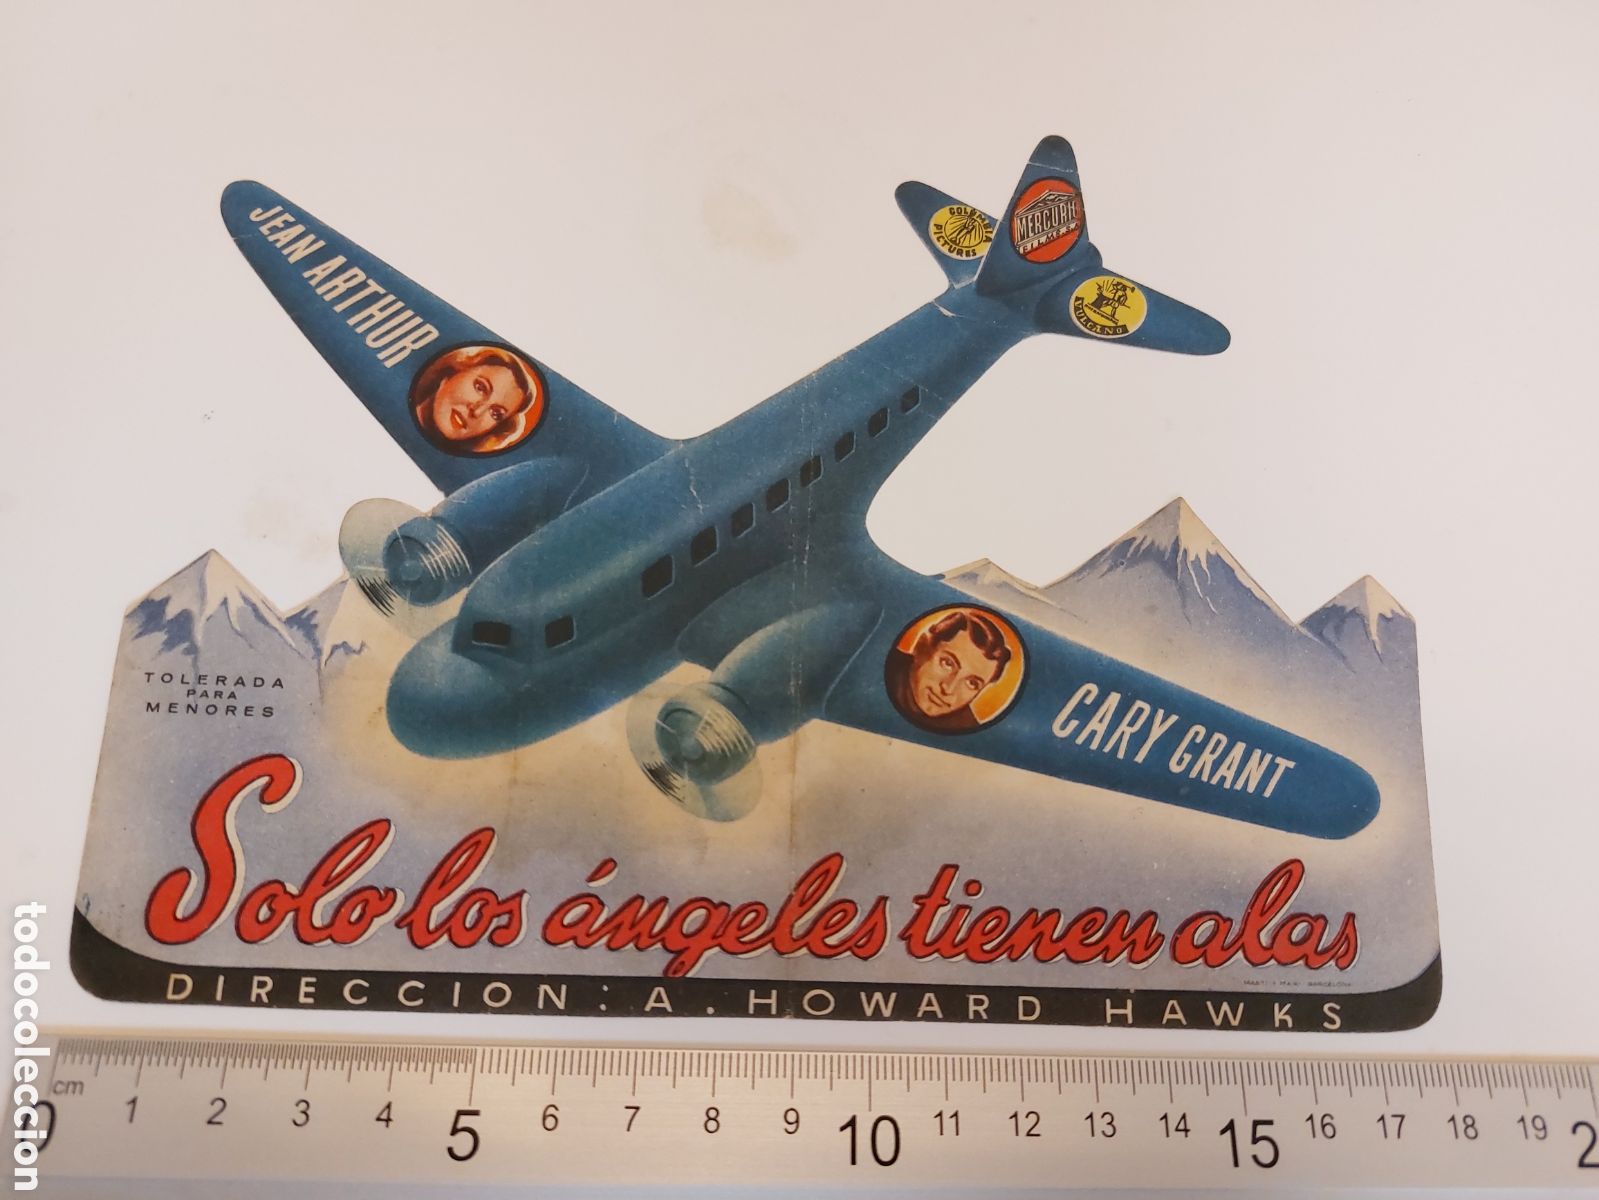 JEAN ARTHUR
COLUMBIA PICTURES
MERCURIO
FILMS S.A.
VULCANO
CARY GRANT
TOLERADA
PARA
MENORES
Solo los ángeles tienen alas
DIRECCION: A. HOWARD HAWKS
BARCELONA
todocoleccion
cm
0 1 2 3 4 5 6 7 8 9 10 11 12 13 14 15 16 17 18 19 2